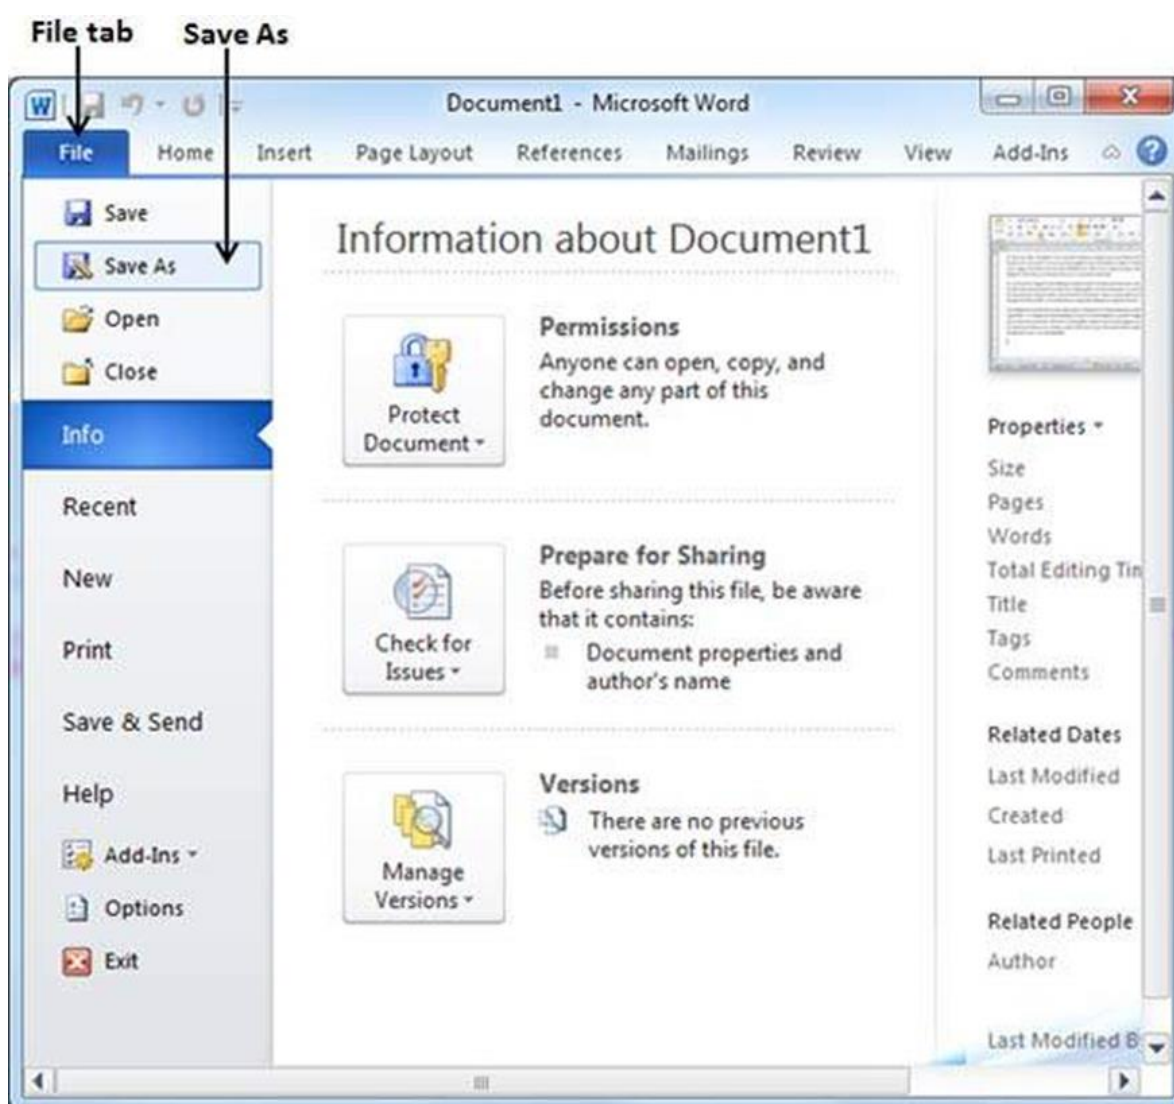 File tab Save As
W Document1 - Microsoft Word
File Home Insert Page Layout References Mailings Review View Add-Ins
Save
Save As
Open
Close
Info
Recent
New
Print
Save & Send
Help
Add-Ins
Options
Exit
Information about Document1
Protect
Document
Permissions
Anyone can open, copy, and
change any part of this
document.
Check for
Issues
Prepare for Sharing
Before sharing this file, be aware
that it contains:
Document properties and
author's name
Manage
Versions
Versions
There are no previous
versions of this file.
Properties
Size
Pages
Words
Total Editing Tin
Title
Tags
Comments
Related Dates
Last Modified
Created
Last Printed
Related People
Author
Last Modified B